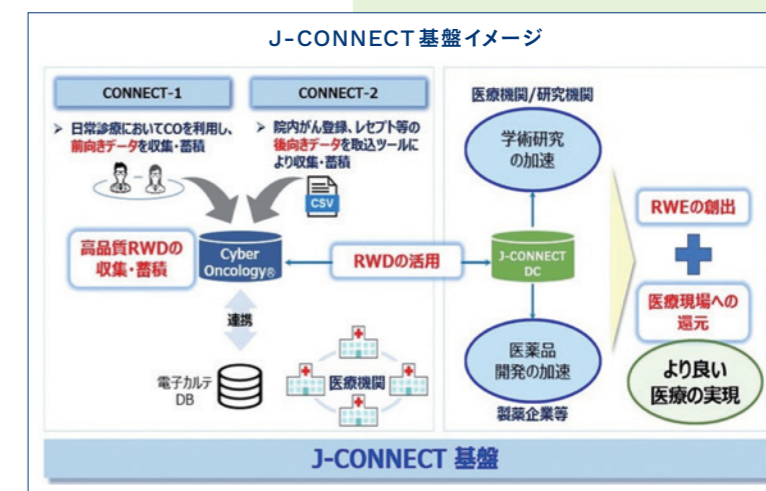 J-CONNECT基盤イメージ
CONNECT-1
➤ 日常診療においてCOを利用し、
前向きデータを収集・蓄積
CONNECT-2
➤ 院内がん登録、レセプト等の
後向きデータを取込ツールに
より収集・蓄積
CSV
高品質RWDの
収集・蓄積
Cyber
Oncology®
連携
電子カルテ
DB
医療機関
RWDの活用
医療機関/研究機関
学術研究
の加速
J-CONNECT
DC
医薬品
開発の加速
製薬企業等
RWEの創出
医療現場への
還元
より良い
医療の実現
J-CONNECT 基盤